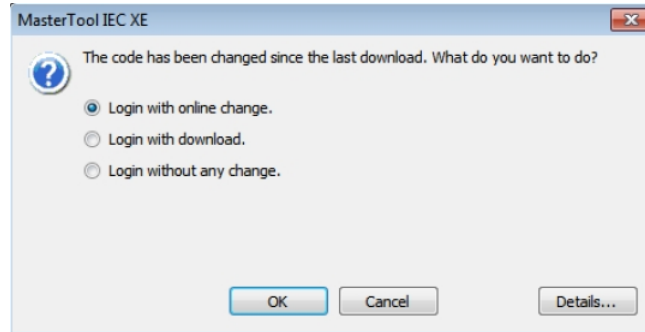 MasterTool IEC XE
The code has been changed since the last download. What do you want to do?
Login with online change.
Login with download.
Login without any change.
OK Cancel Details...